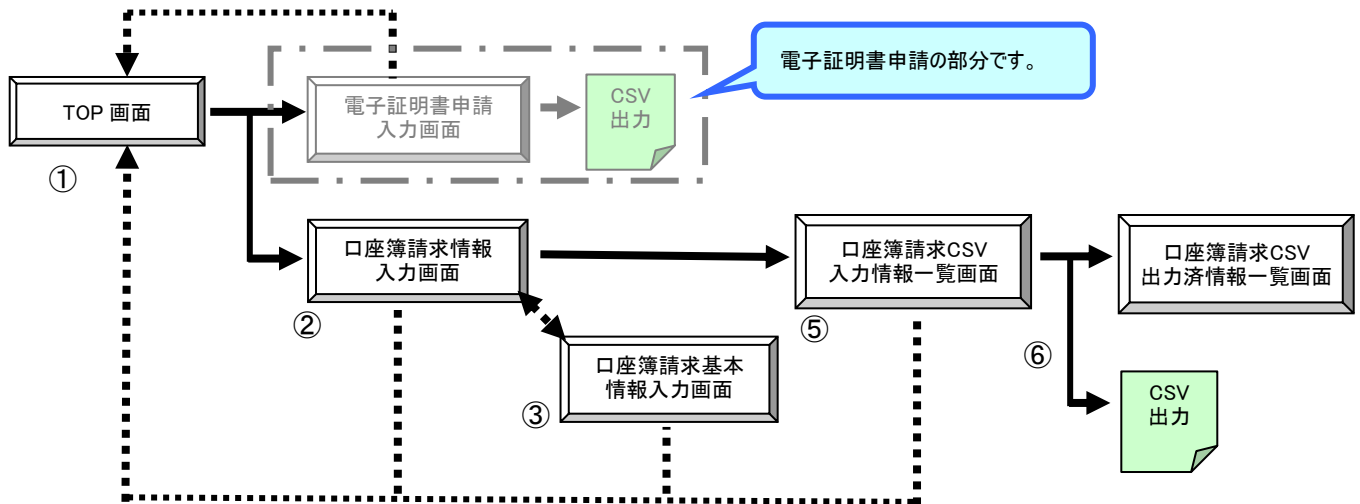 電子証明書申請の部分です。
TOP 画面
電子証明書申請
入力画面
CSV
出力
①
口座簿請求情報
入力画面
②
口座簿請求CSV
入力情報一覧画面
⑤
口座簿請求CSV
出力済情報一覧画面
口座簿請求基本
情報入力画面
③
⑥
CSV
出力